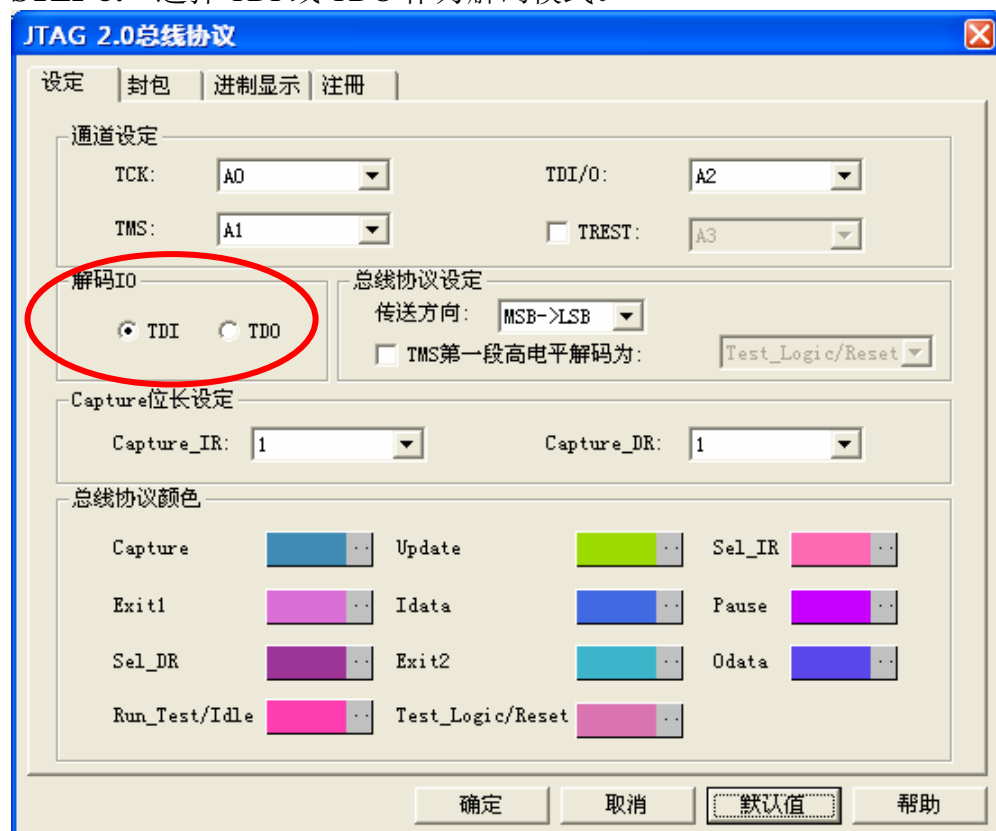 JTAG 2.0总线协议
设定 封包 进制显示 注冊
通道设定
TCK: A0 TDI/O: A2
TMS: A1 TREST: A3
解码IO 总线协议设定
传送方向: MSB->LSB
TDI TDO
TMS第一段高电平解码为: Test_Logic/Reset
Capture位长设定
Capture_IR: 1 Capture_DR: 1
总线协议颜色
Capture Update Sel_IR
Exit1 Idata Pause
Sel_DR Exit2 Odata
Run_Test/Idle Test_Logic/Reset
确定 取消 默认值 帮助